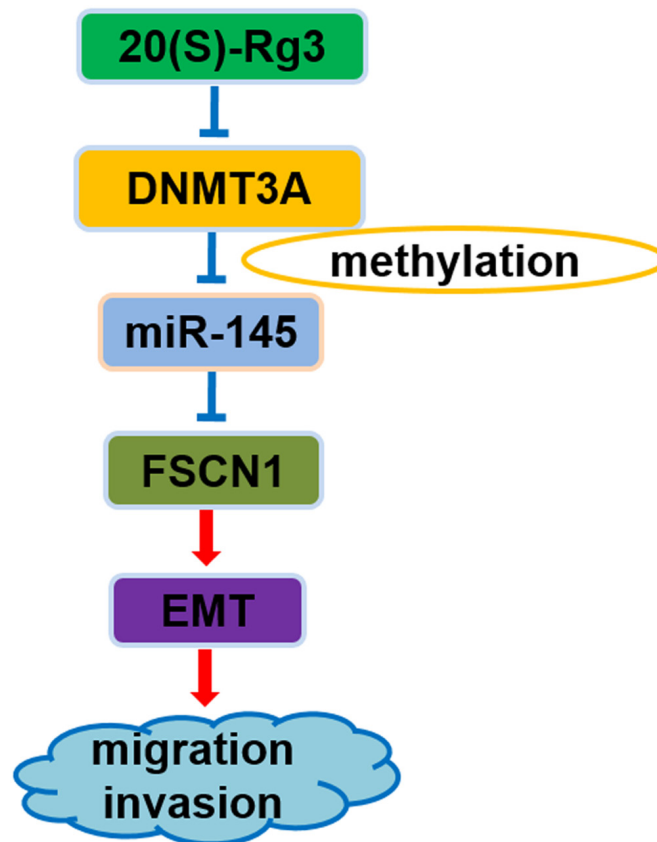 20(S)-Rg3
DNMT3A
methylation
miR-145
FSCN1
EMT
migration
invasion